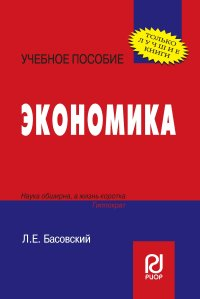 ТОЛЬКО
ЛУЧШИЕ
КНИГИ
УЧЕБНОЕ ПОСОБИЕ
ЭКОНОМИКА
Наука обширна, а жизнь коротка
Гиппократ
Л.Е. Басовский
РИОР